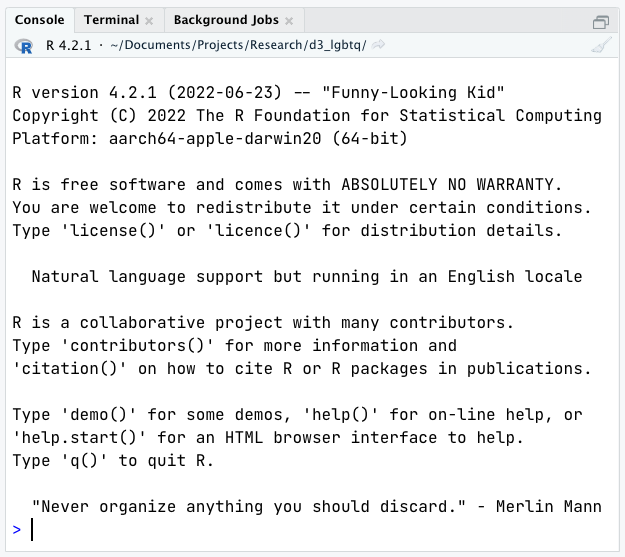 Console Terminal Background Jobs
R 4.2.1 · ~/Documents/Projects/Research/d3_lgbtq/
R version 4.2.1 (2022-06-23) -- "Funny-Looking Kid"
Copyright (C) 2022 The R Foundation for Statistical Computing
Platform: aarch64-apple-darwin20 (64-bit)
R is free software and comes with ABSOLUTELY NO WARRANTY.
You are welcome to redistribute it under certain conditions.
Type 'license()' or 'licence()' for distribution details.
Natural language support but running in an English locale
R is a collaborative project with many contributors.
Type 'contributors()' for more information and
'citation()' on how to cite R or R packages in publications.
Type 'demo()' for some demos, 'help()' for on-line help, or
'help.start()' for an HTML browser interface to help.
Type 'q()' to quit R.
"Never organize anything you should discard." - Merlin Mann
>